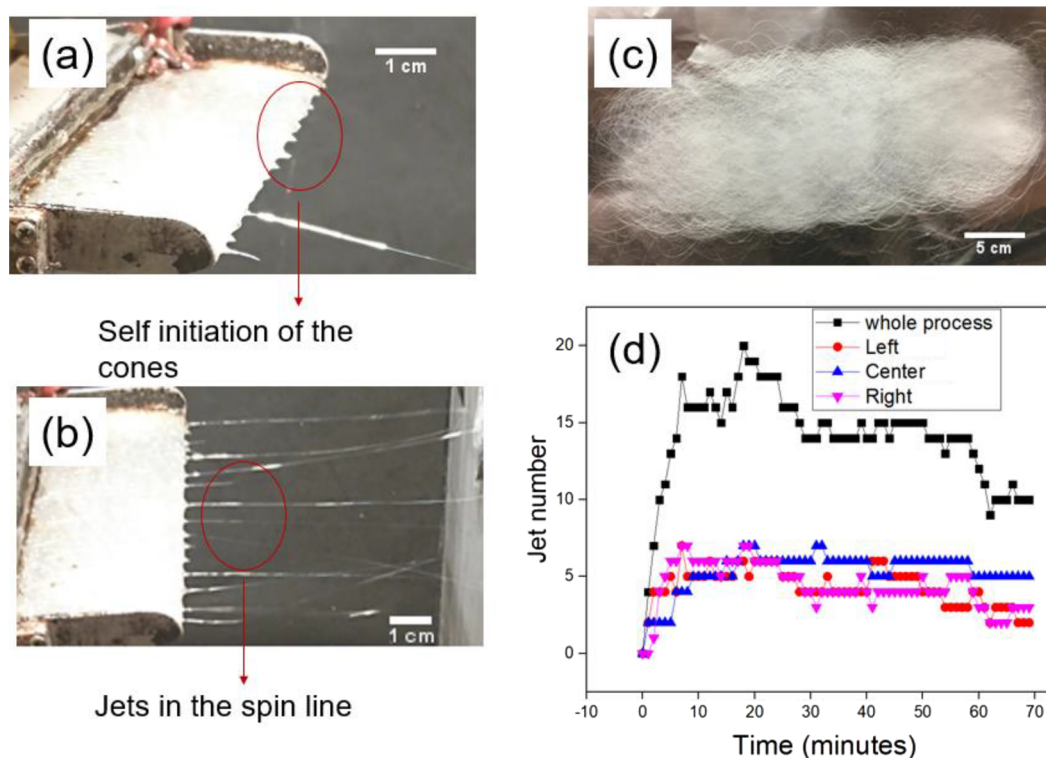 (a)
1 cm
Self initiation of the
cones
(b)
1 cm
Jets in the spin line
(c)
5 cm
(d)
whole process
Left
Center
Right
20
15
10
5
0
Jet number
-10
0
10
20
30
40
50
60
70
Time (minutes)